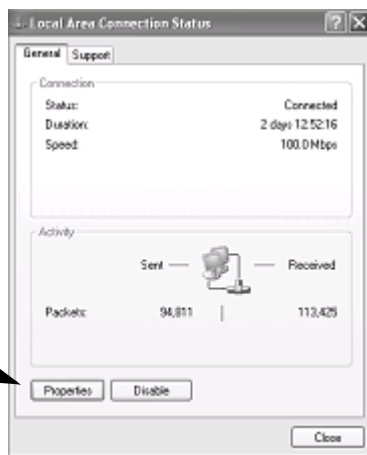 Local Area Connection Status
General Support
Connection
Status: Connected
Duration: 2 days 12:52:16
Speed: 100.0 Mbps
Activity
Sent — — Received
Packets: 94,811 | 113,425
Properties Disable
Close